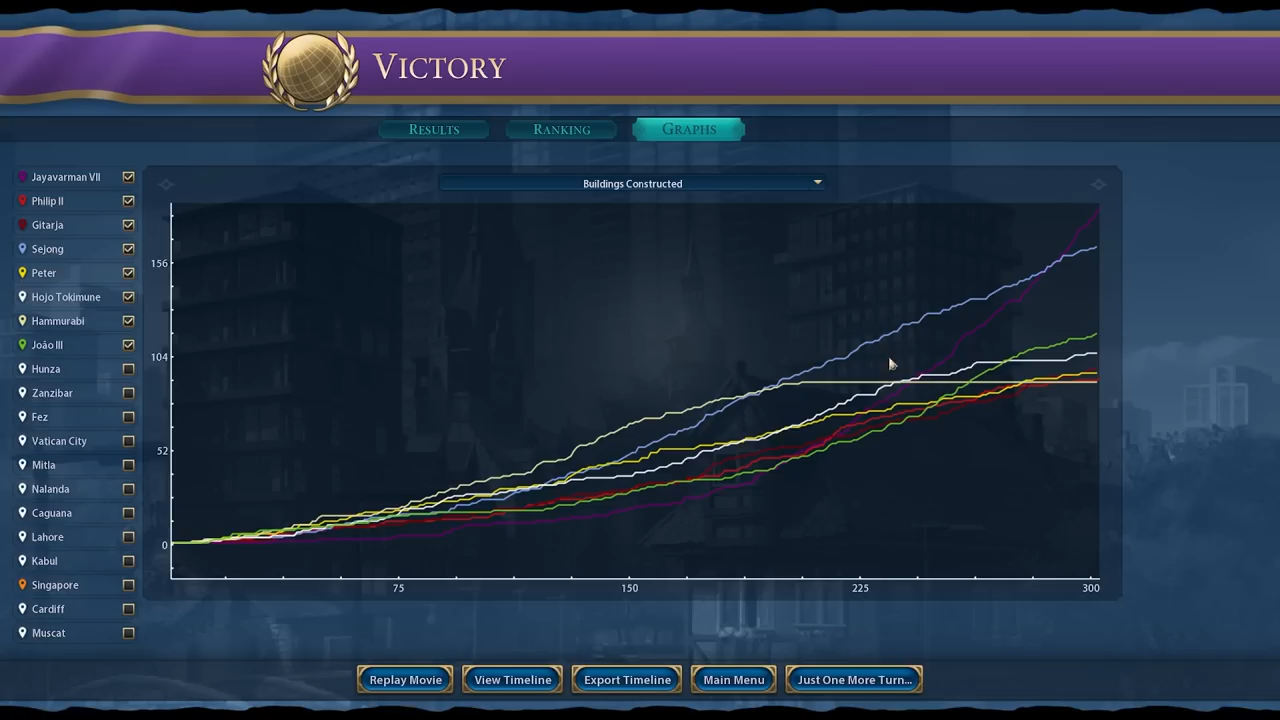 VICTORY
RESULTS
RANKING
GRAPHS
Jayavarman VII
Philip II
Gitarja
Sejong
Peter
Hojo Tokimune
Hammurabi
João III
Hunza
Zanzibar
Fez
Vatican City
Mitla
Nalanda
Caguana
Lahore
Kabul
Singapore
Cardiff
Muscat
Buildings Constructed
156
104
52
0
75 150 225 300
Replay Movie
View Timeline
Export Timeline
Main Menu
Just One More Turn...